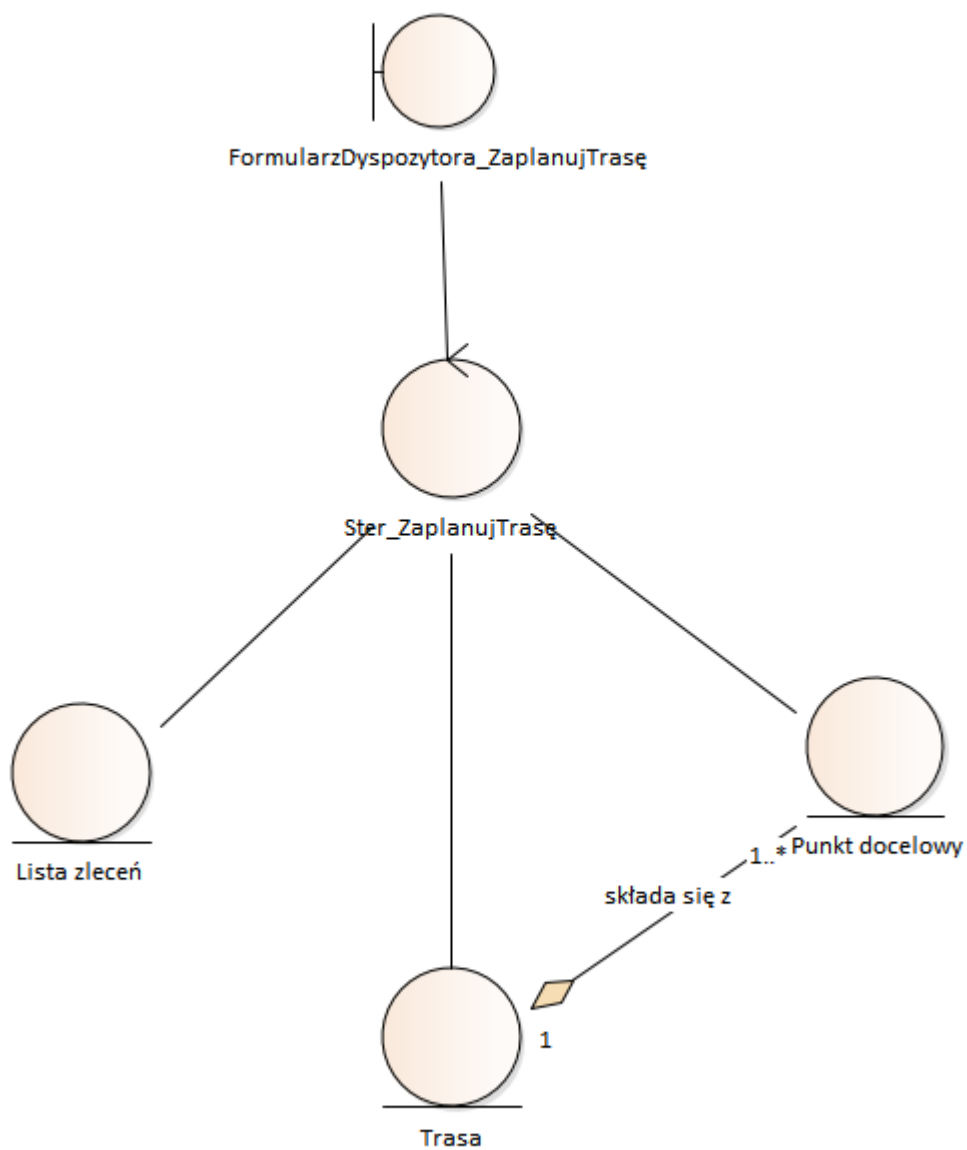 FormularzDyspozytora_ZaplanujTrasę
Ster_ZaplanujTrasę
Lista zleceń
1..*
Punkt docelowy
składa się z
1
Trasa